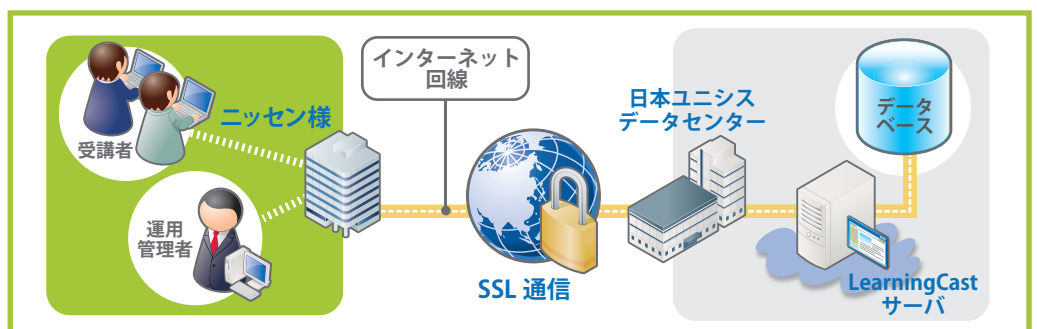 インターネット
回線
受講者
ニッセン様
運用
管理者
SSL 通信
日本ユニシス
データセンター
データ
ベース
LearningCast
サーバ